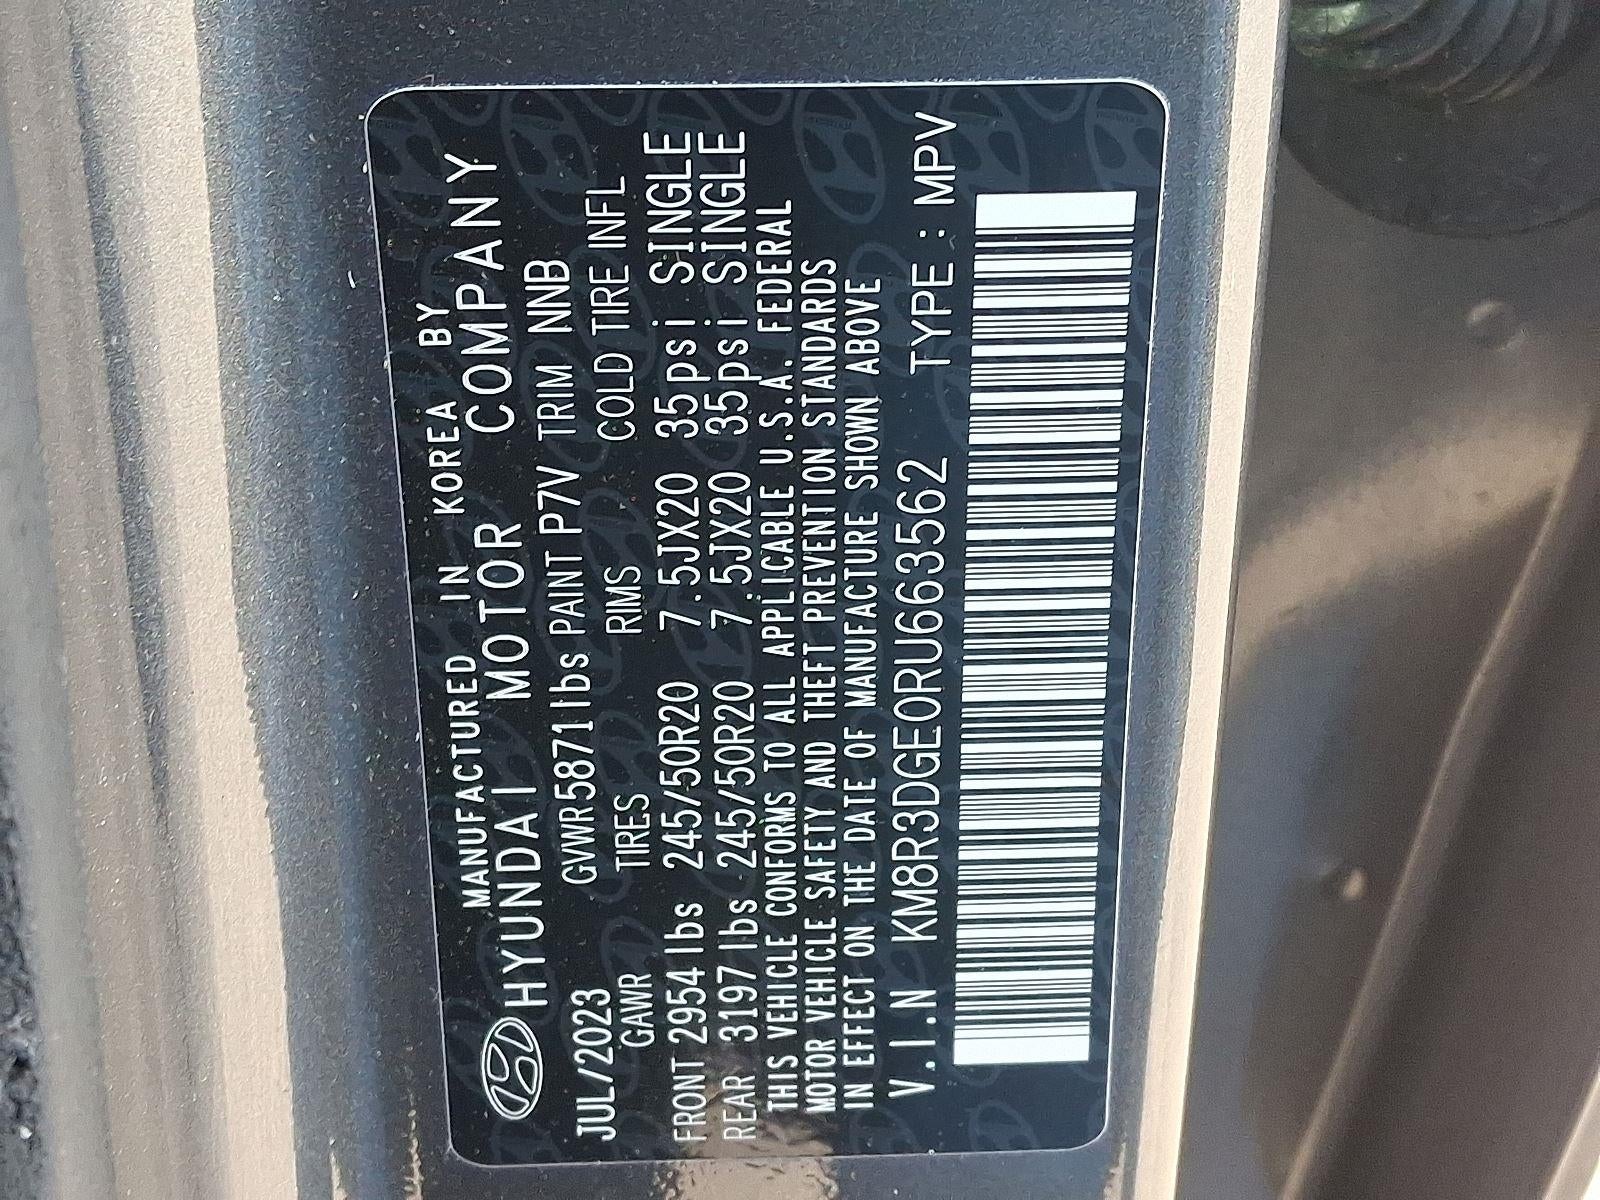 MANUFACTURED IN KOREA BY
HYUNDAI MOTOR COMPANY
JUL/2023 GVWR5871lbs PAINT P7V TRIM NNB
GAWR TIRES RIMS COLD TIRE INFL
FRONT 2954lbs 245/50R20 7.5JX20 35psi SINGLE
REAR 3197lbs 245/50R20 7.5JX20 35psi SINGLE
THIS VEHICLE CONFORMS TO ALL APPLICABLE U.S.A. FEDERAL
MOTOR VEHICLE SAFETY AND THEFT PREVENTION STANDARDS
IN EFFECT ON THE DATE OF MANUFACTURE SHOWN ABOVE
V.I.N KM8R3DGE0RU663562 TYPE : MPV